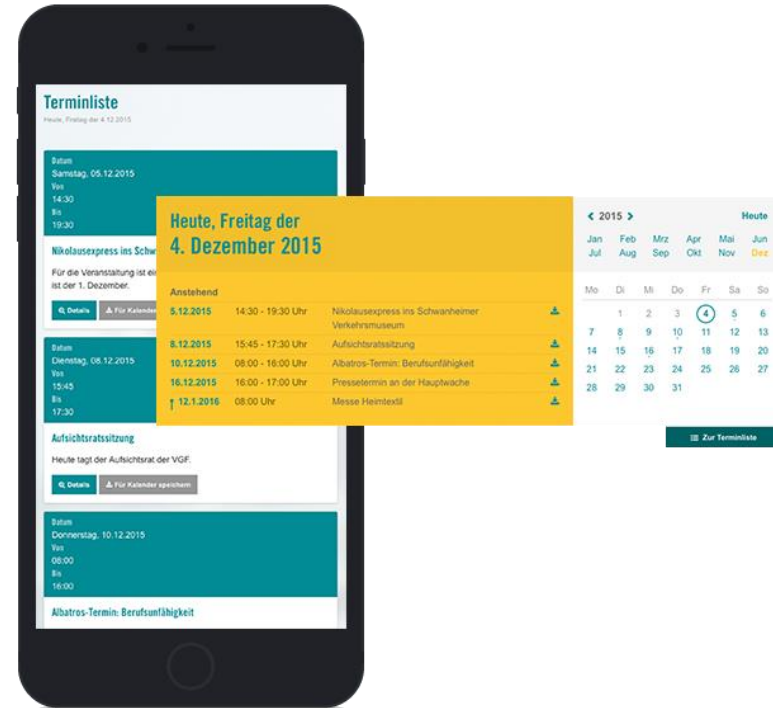 Terminliste
Heute, Freitag der 4.12.2015
Datum
Samstag, 05.12.2015
Von
14:30
Bis
19:30
Nikolausexpress ins Schw
Für die Veranstaltung ist ei
ist der 1. Dezember.
Details Für Kalender
Datum
Dienstag, 08.12.2015
Von
15:45
Bis
17:30
Aufsichtsratssitzung
Heute tagt der Aufsichtsrat der VGF.
Details Für Kalender speichern
Datum
Donnerstag, 10.12.2015
Von
08:00
Bis
16:00
Albatros-Termin: Berufsunfähigkeit
Heute, Freitag der
4. Dezember 2015
Anstehend
5.12.2015 14:30 - 19:30 Uhr Nikolausexpress ins Schwanheimer
Verkehrsmuseum
8.12.2015 15:45 - 17:30 Uhr Aufsichtsratssitzung
10.12.2015 08:00 - 16:00 Uhr Albatros-Termin: Berufsunfähigkeit
16.12.2015 16:00 - 17:00 Uhr Pressetermin an der Hauptwache
12.1.2016 08:00 Uhr Messe Heimtextil
2015 Heute
Jan Feb Mrz Apr Mai Jun
Jul Aug Sep Okt Nov Dez
Mo Di Mi Do Fr Sa So
1 2 3 4 5 6
7 8 9 10 11 12 13
14 15 16 17 18 19 20
21 22 23 24 25 26 27
28 29 30 31
Zur Terminliste